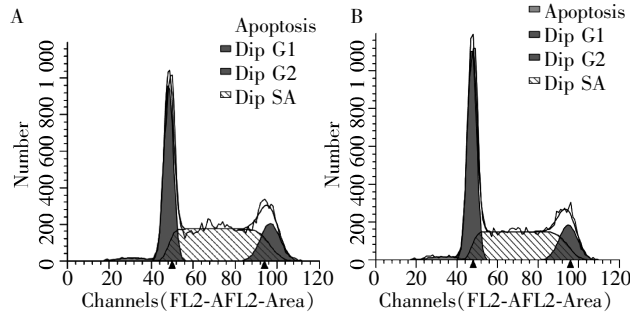 A
Apoptosis
Dip G1
Dip G2
Dip SA
Number
1 000
800
600
400
200
0
0 20 40 60 80 100 120
Channels(FL2-AFL2-Area)
B
Apoptosis
Dip G1
Dip G2
Dip SA
Number
1 000
800
600
400
200
0
0 20 40 60 80 100 120
Channels(FL2-AFL2-Area)